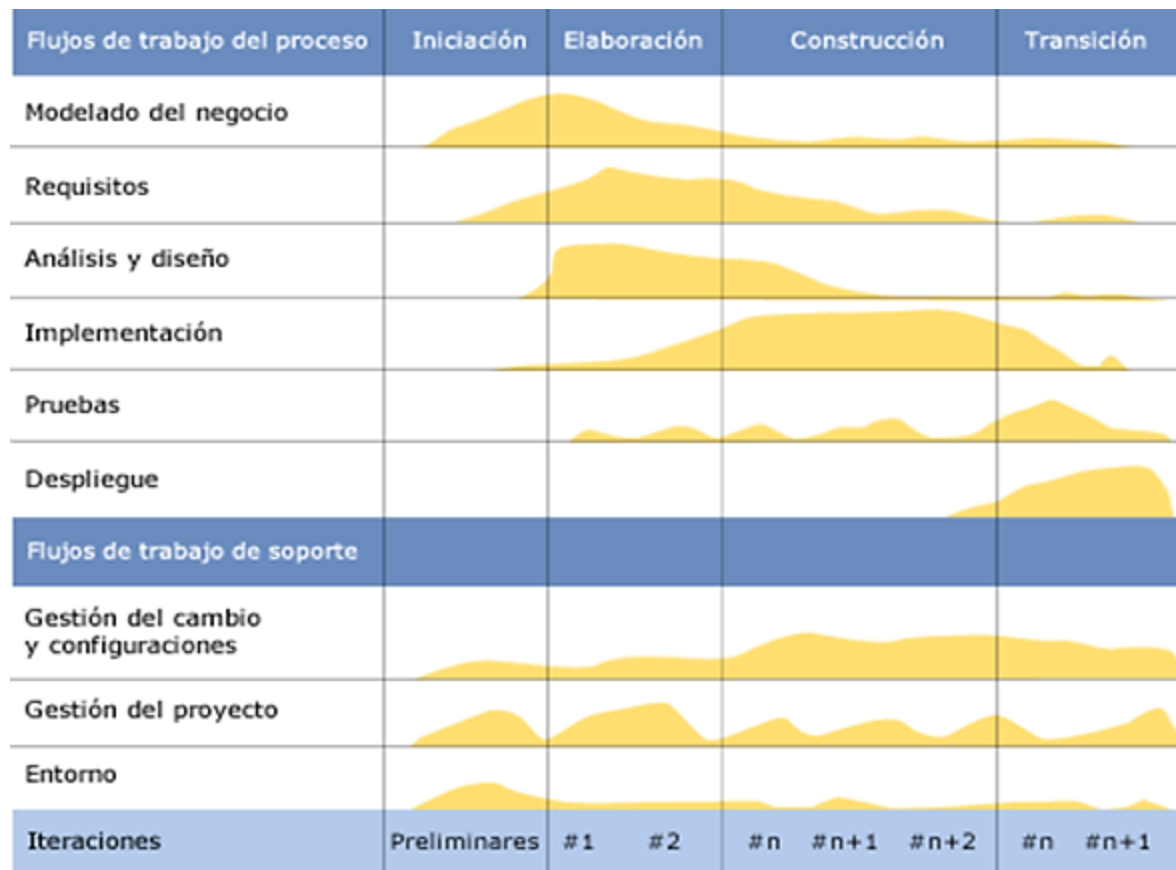 Flujos de trabajo del proceso Iniciación Elaboración Construcción Transición
Modelado del negocio
Requisitos
Análisis y diseño
Implementación
Pruebas
Despliegue
Flujos de trabajo de soporte
Gestión del cambio
y configuraciones
Gestión del proyecto
Entorno
Iteraciones Preliminares #1 #2 #n #n+1 #n+2 #n #n+1